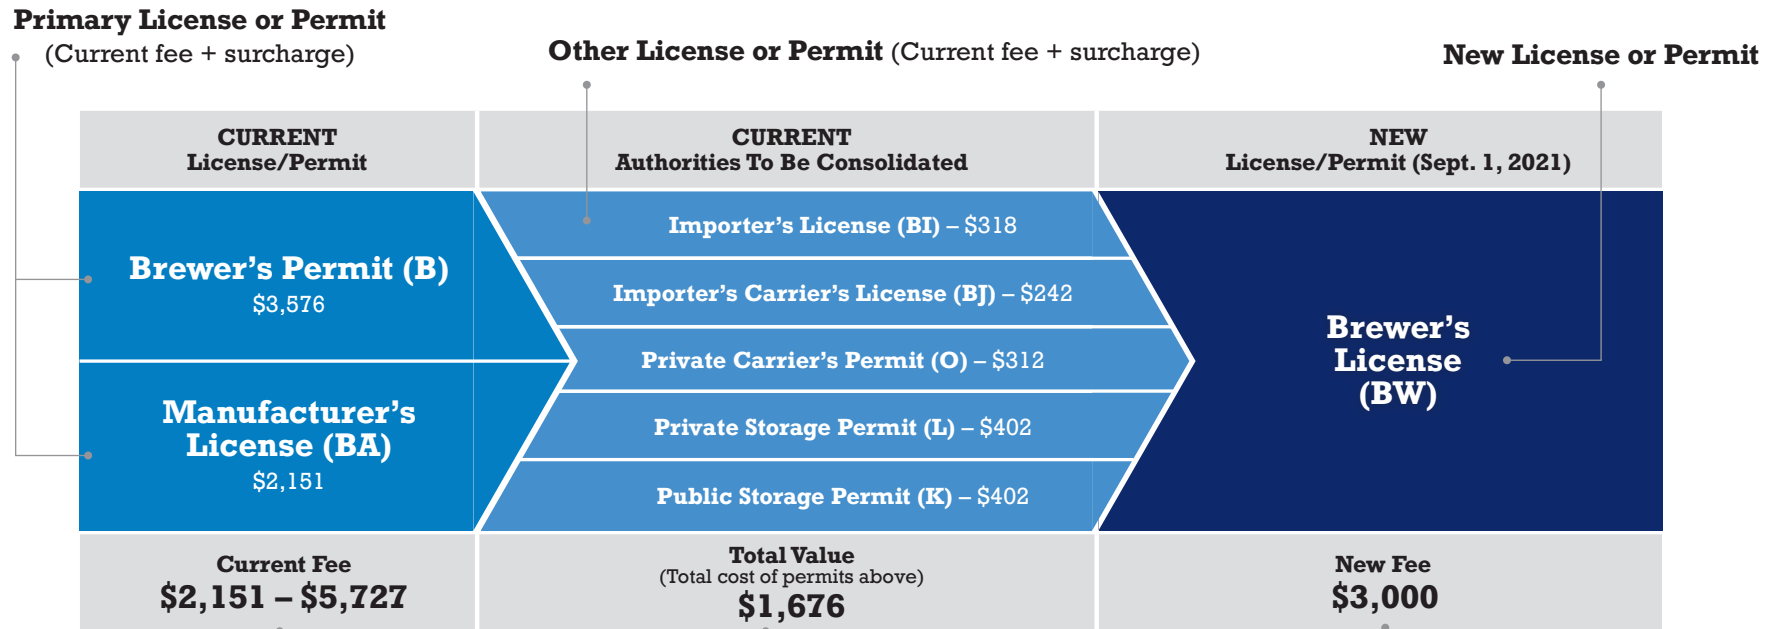 Primary License or Permit
(Current fee + surcharge)
Other License or Permit (Current fee + surcharge)
New License or Permit
CURRENT
License/Permit
CURRENT
Authorities To Be Consolidated
NEW
License/Permit (Sept. 1, 2021)
Brewer’s Permit (B)
$3,576
Manufacturer’s
License (BA)
$2,151
Importer’s License (BI) – $318
Importer’s Carrier’s License (BJ) – $242
Private Carrier’s Permit (O) – $312
Private Storage Permit (L) – $402
Public Storage Permit (K) – $402
Brewer’s
License
(BW)
Current Fee
$2,151 – $5,727
Total Value
(Total cost of permits above)
$1,676
New Fee
$3,000